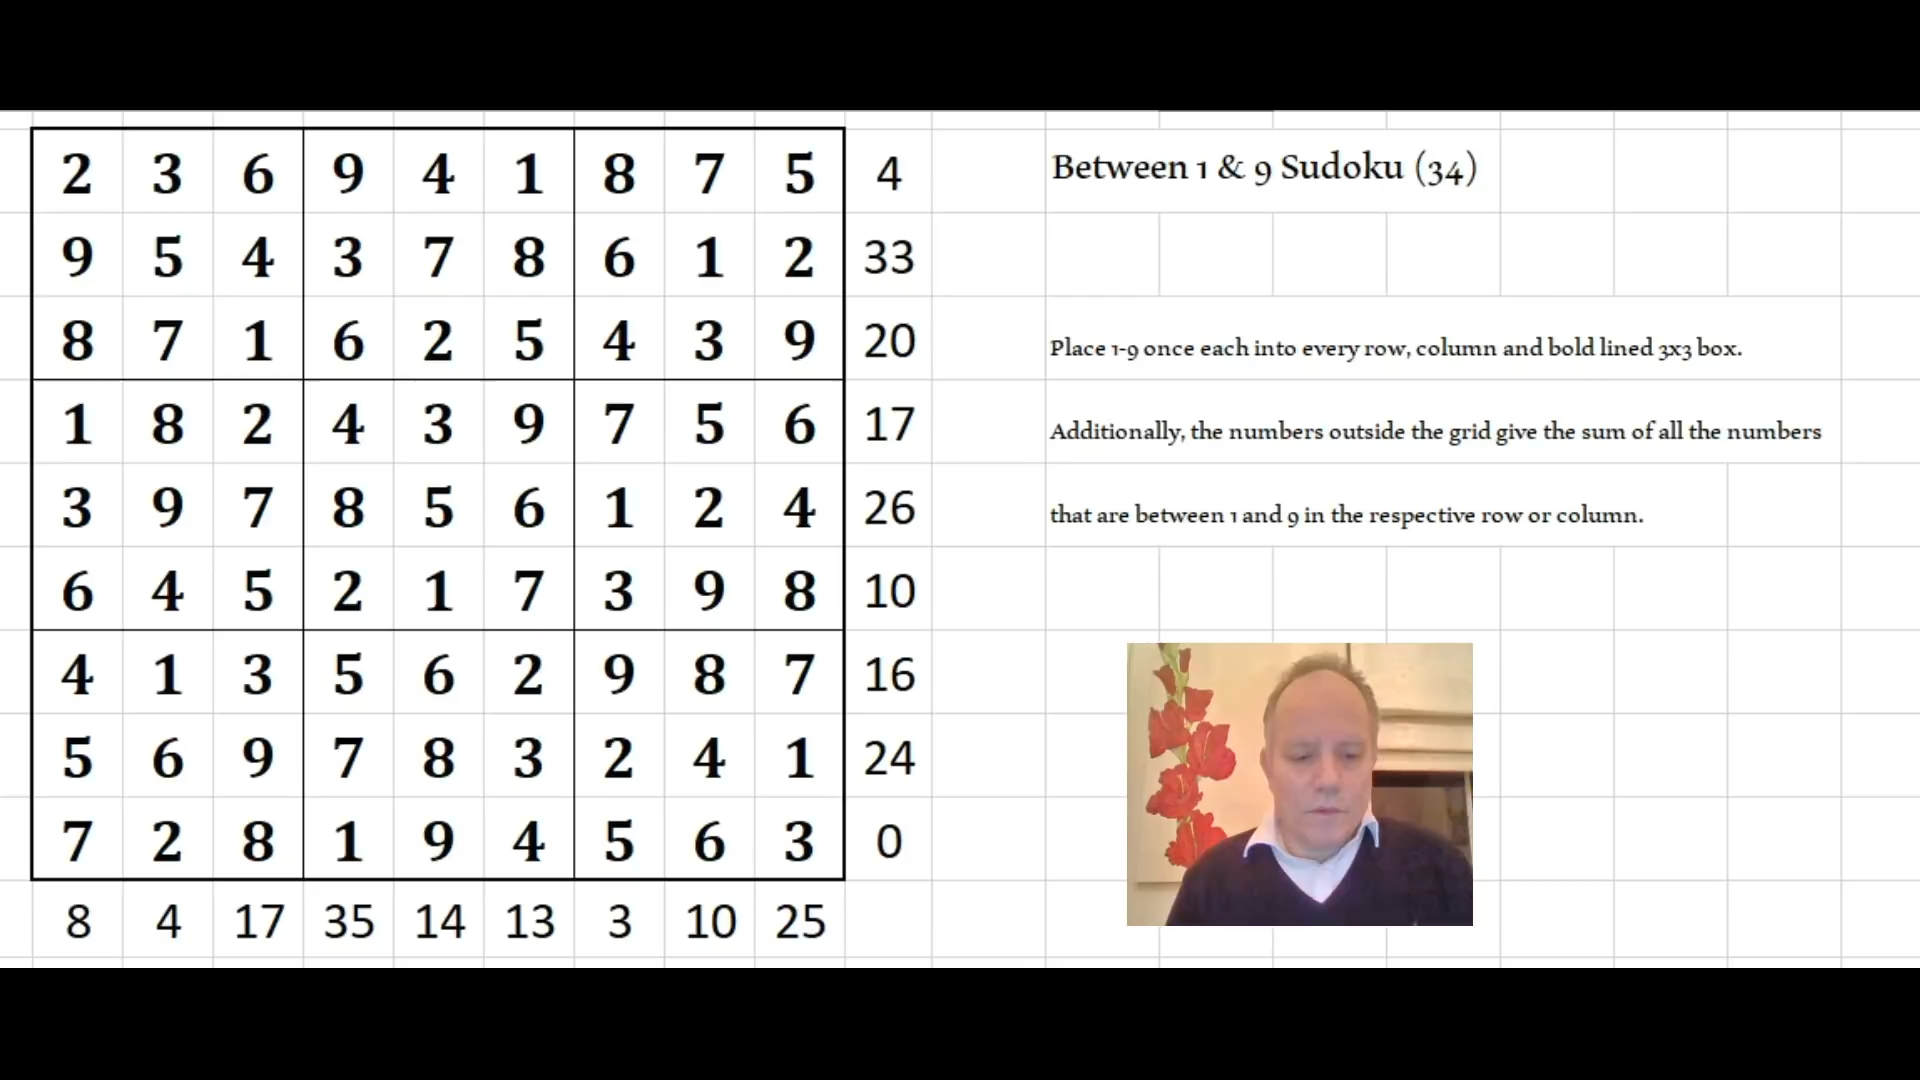 2 3 6 9 4 1 8 7 5 4
Between 1 & 9 Sudoku (34)
9 5 4 3 7 8 6 1 2 33
8 7 1 6 2 5 4 3 9 20
Place 1-9 once each into every row, column and bold lined 3x3 box.
1 8 2 4 3 9 7 5 6 17
Additionally, the numbers outside the grid give the sum of all the numbers
3 9 7 8 5 6 1 2 4 26
that are between 1 and 9 in the respective row or column.
6 4 5 2 1 7 3 9 8 10
4 1 3 5 6 2 9 8 7 16
5 6 9 7 8 3 2 4 1 24
7 2 8 1 9 4 5 6 3 0
8 4 17 35 14 13 3 10 25